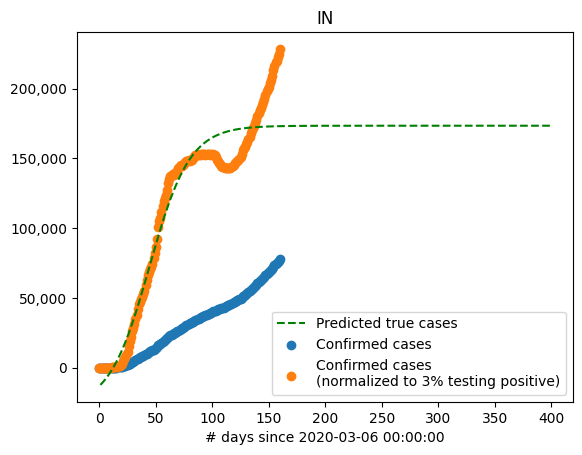 IN
200,000
150,000
100,000
50,000
0
Predicted true cases
Confirmed cases
Confirmed cases
(normalized to 3% testing positive)
0 50 100 150 200 250 300 350 400
# days since 2020-03-06 00:00:00